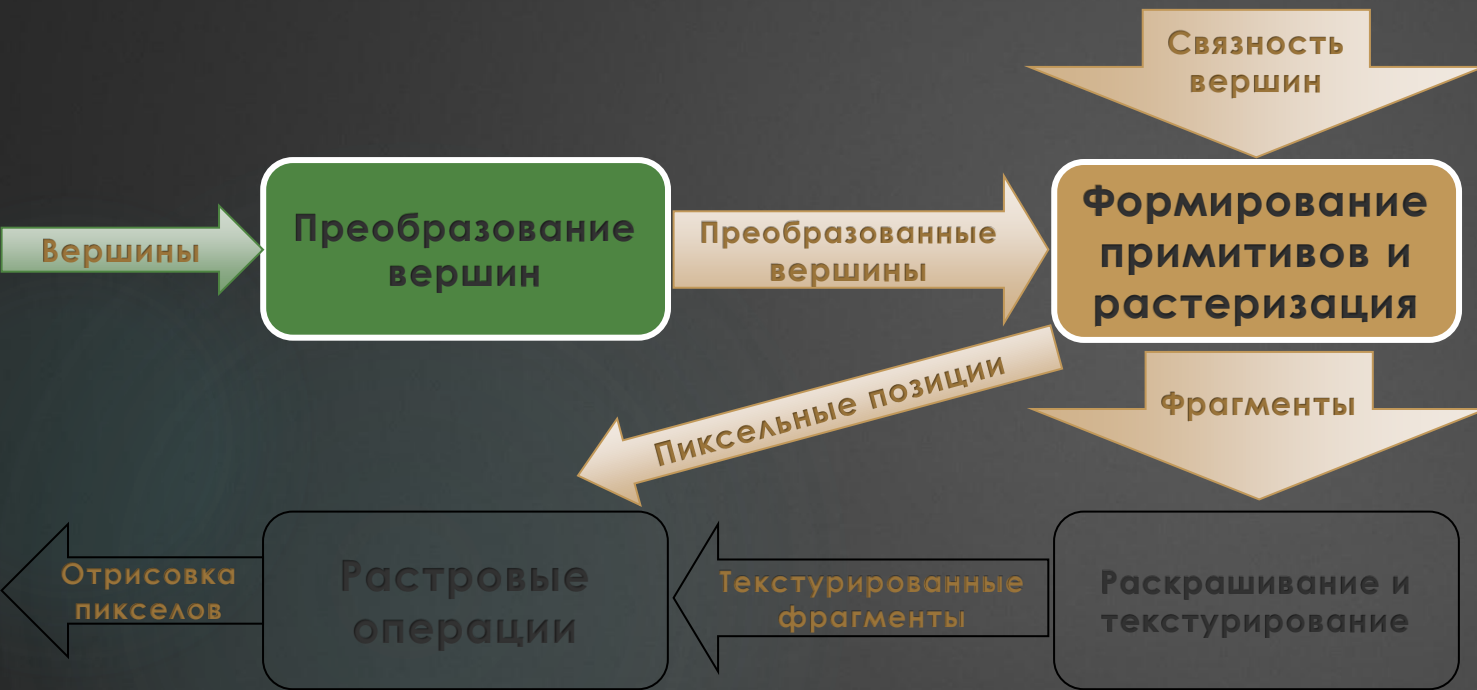 Связность
вершин
Вершины
Преобразование
вершин
Преобразованные
вершины
Формирование
примитивов и
растеризация
Пиксельные позиции
Фрагменты
Отрисовка
пикселов
Растровые
операции
Текстурированные
фрагменты
Раскрашивание и
текстурирование